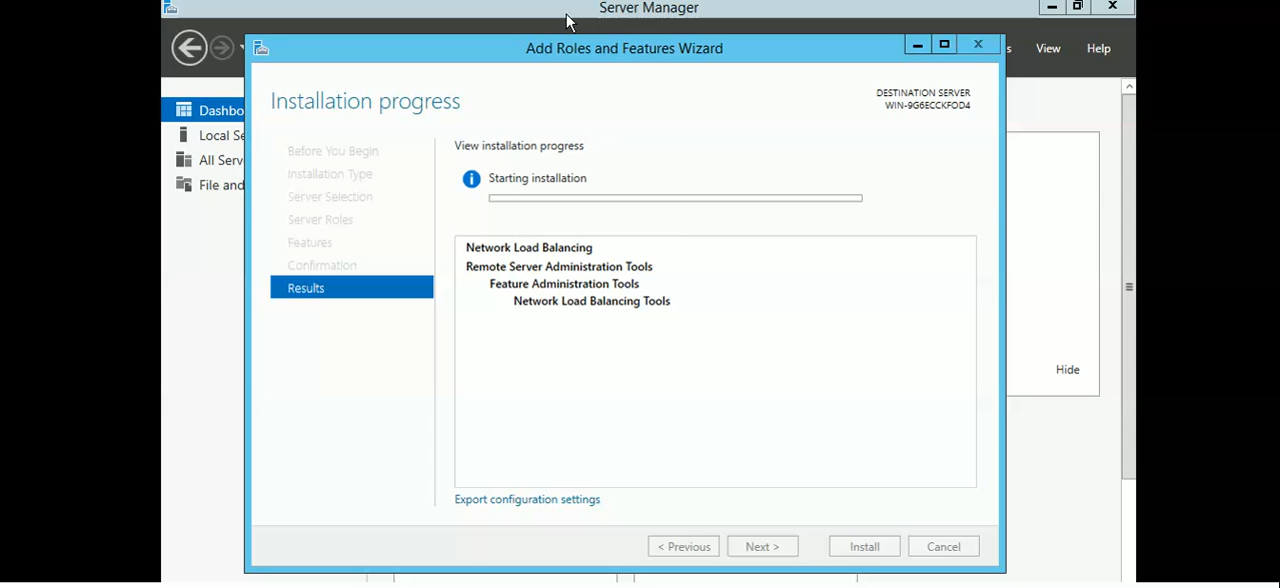 Server Manager
Add Roles and Features Wizard
View
Help
Installation progress
DESTINATION SERVER
WIN-9G6ECCKFOD4
Dashbo
Local Se
All Serv
File and
Before You Begin
Installation Type
Server Selection
Server Roles
Features
Confirmation
Results
View installation progress
Starting installation
Network Load Balancing
Remote Server Administration Tools
Feature Administration Tools
Network Load Balancing Tools
Hide
Export configuration settings
< Previous
Next >
Install
Cancel